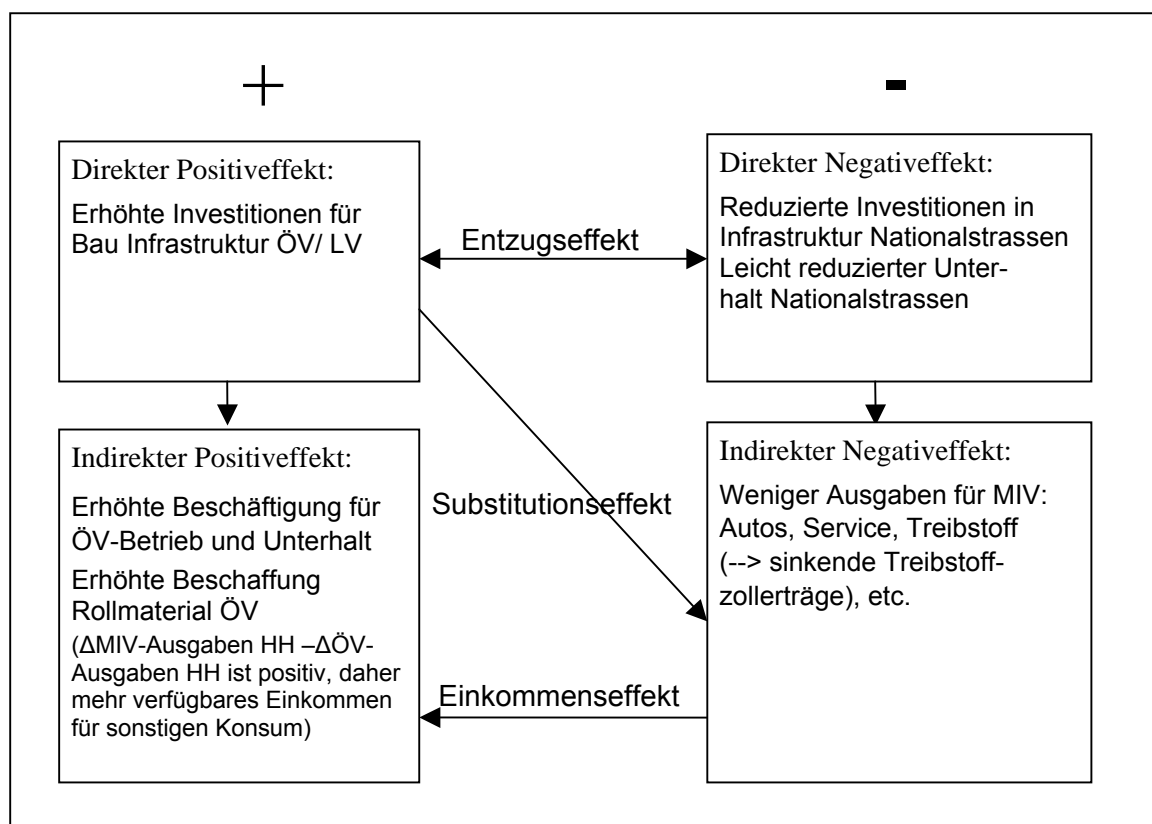 +
-
Direkter Positiveffekt:
Erhöhte Investitionen für
Bau Infrastruktur ÖV/ LV
Entzugseffekt
Direkter Negativeffekt:
Reduzierte Investitionen in
Infrastruktur Nationalstrassen
Leicht reduzierter Unter-
halt Nationalstrassen
Indirekter Positiveffekt:
Erhöhte Beschäftigung für
ÖV-Betrieb und Unterhalt
Erhöhte Beschaffung
Rollmaterial ÖV
(ΔMIV-Ausgaben HH –ΔÖV-
Ausgaben HH ist positiv, daher
mehr verfügbares Einkommen
für sonstigen Konsum)
Substitutionseffekt
Einkommenseffekt
Indirekter Negativeffekt:
Weniger Ausgaben für MIV:
Autos, Service, Treibstoff
(--> sinkende Treibstoff-
zollerträge), etc.